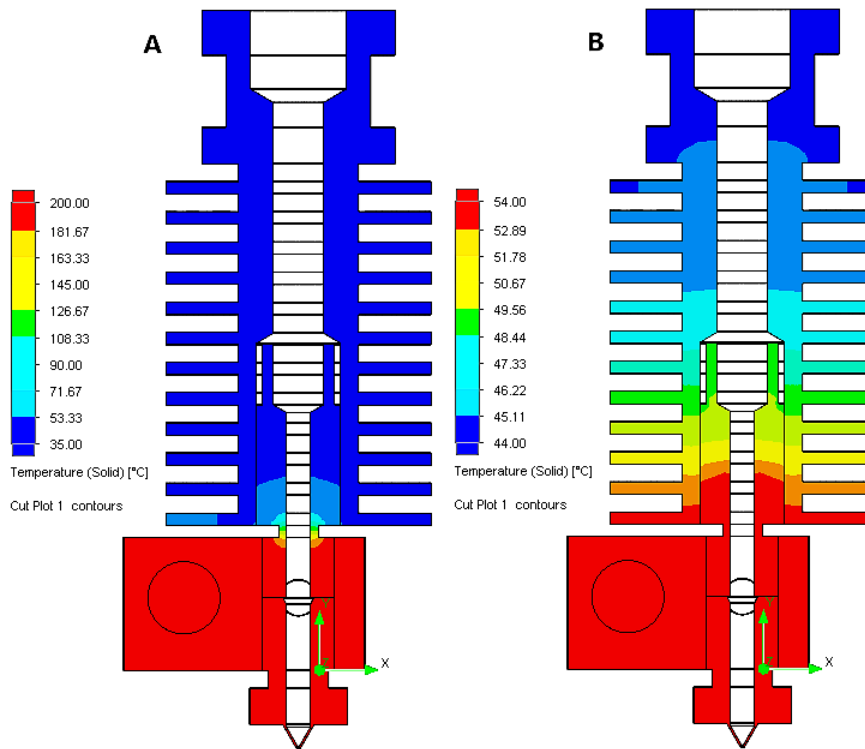 A
B
200.00
181.67
163.33
145.00
126.67
108.33
90.00
71.67
53.33
35.00
Temperature (Solid) [°C]
Cut Plot 1 contours
54.00
52.89
51.78
50.67
49.56
48.44
47.33
46.22
45.11
44.00
Temperature (Solid) [°C]
Cut Plot 1 contours
Y
X
Y
X